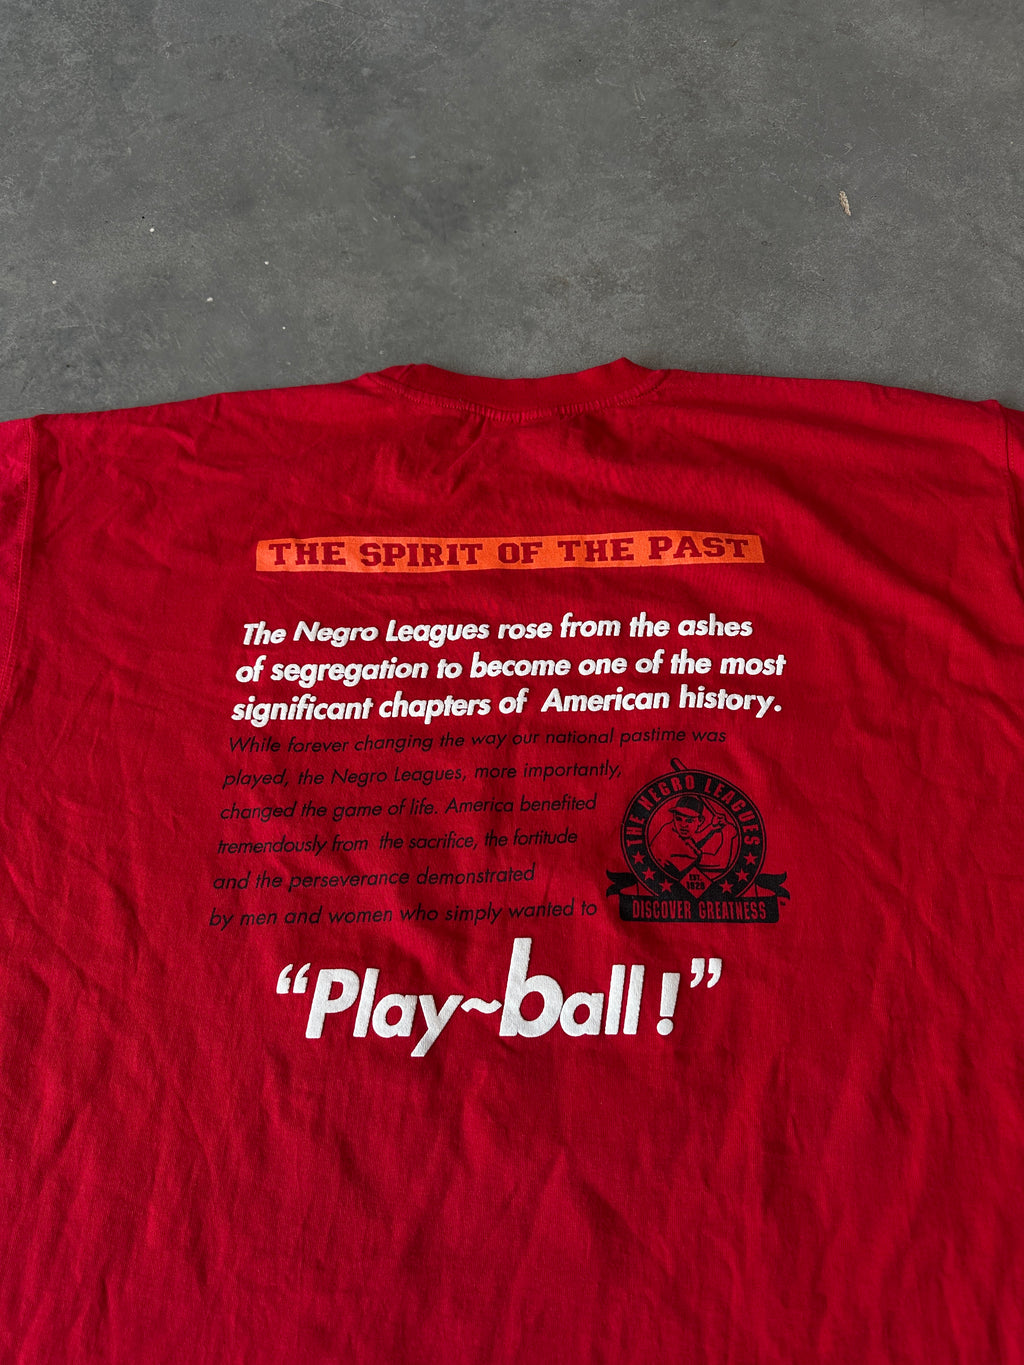 THE SPIRIT OF THE PAST
The Negro Leagues rose from the ashes
of segregation to become one of the most
significant chapters of American history.
While forever changing the way our national pastime was
played, the Negro Leagues, more importantly,
changed the game of life. America benefited
tremendously from the sacrifice, the fortitude
and the perseverance demonstrated
by men and women who simply wanted to
THE NEGRO LEAGUES
EST.
1920
DISCOVER GREATNESS
™
“Play~ball!”